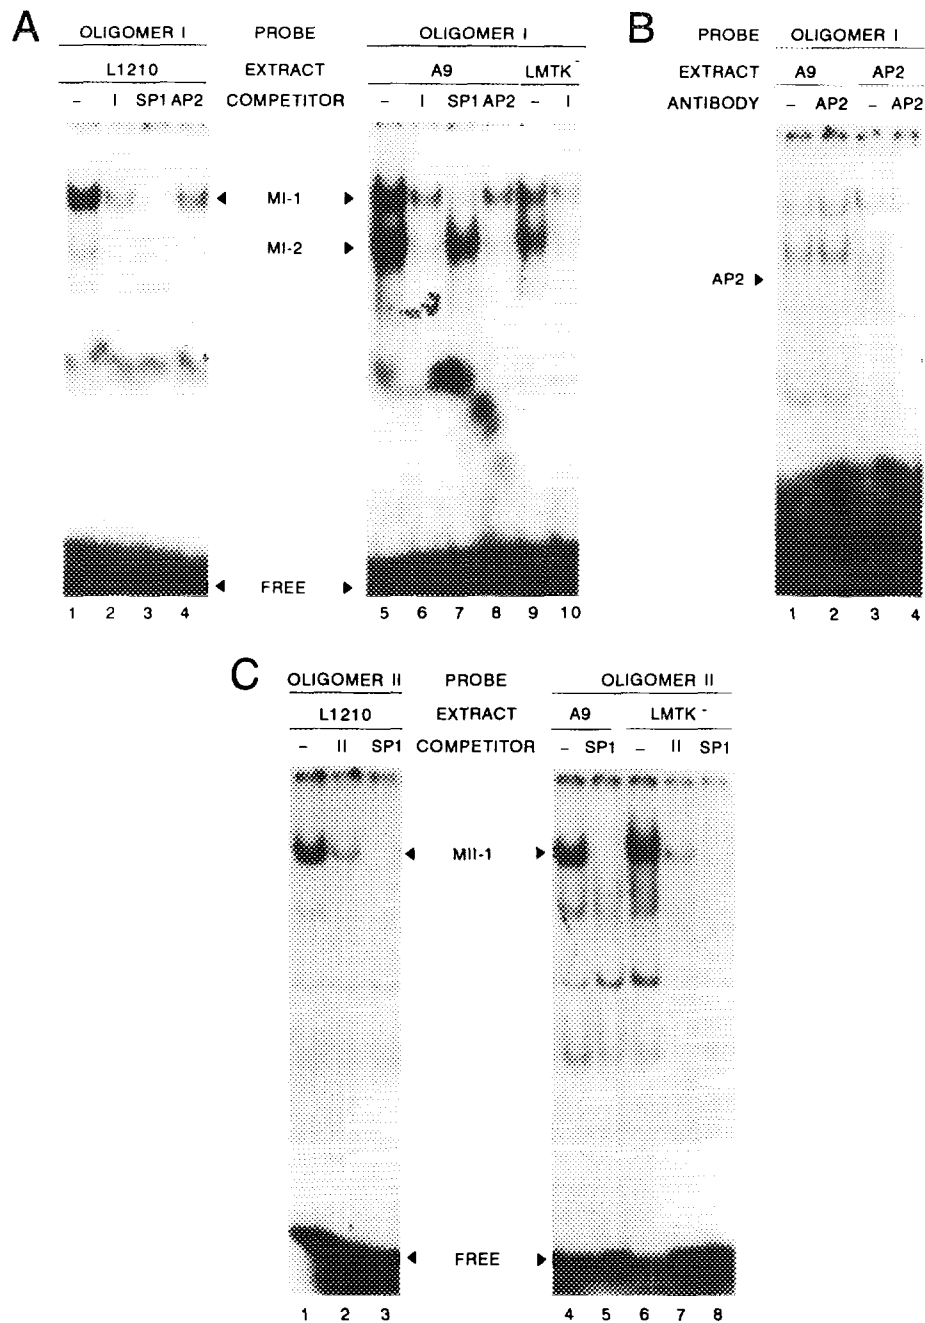 A
OLIGOMER I PROBE OLIGOMER I
L1210 EXTRACT A9 LMTK⁻
– I SP1 AP2 COMPETITOR – I SP1 AP2 – I
◀ MI-1 ▶
MI-2 ▶
◀ FREE ▶
1 2 3 4 5 6 7 8 9 10
B
PROBE OLIGOMER I
EXTRACT A9 AP2
ANTIBODY – AP2 – AP2
AP2 ▶
1 2 3 4
C
OLIGOMER II PROBE OLIGOMER II
L1210 EXTRACT A9 LMTK⁻
– II SP1 COMPETITOR – SP1 – II SP1
◀ MII-1 ▶
◀ FREE ▶
1 2 3 4 5 6 7 8